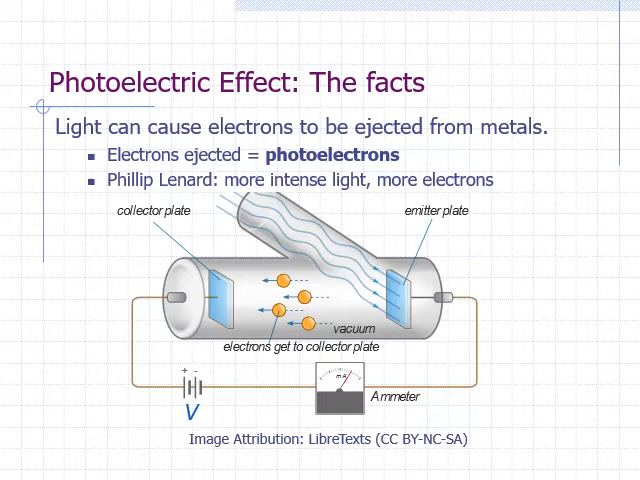 Photoelectric Effect: The facts
Light can cause electrons to be ejected from metals.
Electrons ejected = photoelectrons
Phillip Lenard: more intense light, more electrons
collector plate
emitter plate
vacuum
electrons get to collector plate
+ -
mA
V
Ammeter
Image Attribution: LibreTexts (CC BY-NC-SA)